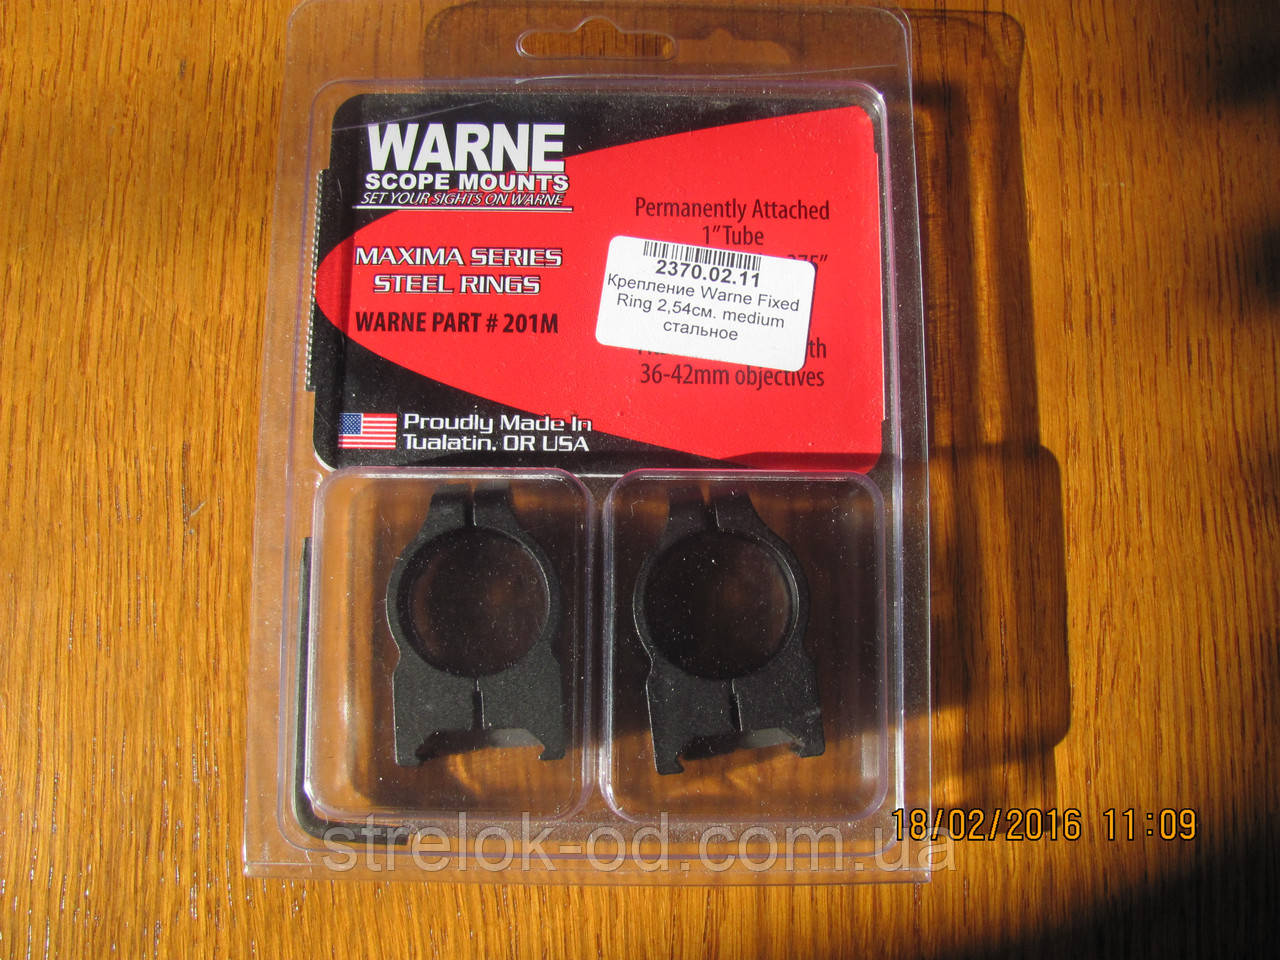 WARNE
SCOPE MOUNTS
SET YOUR SIGHTS ON WARNE
MAXIMA SERIES
STEEL RINGS
WARNE PART # 201M
Proudly Made In
Tualatin, OR USA
Permanently Attached
1" Tube
2370.02.11
Крепление Warne Fixed
Ring 2,54см. medium
стальное
36-42mm objectives
18/02/2016 11:09
strelok-od.com.ua